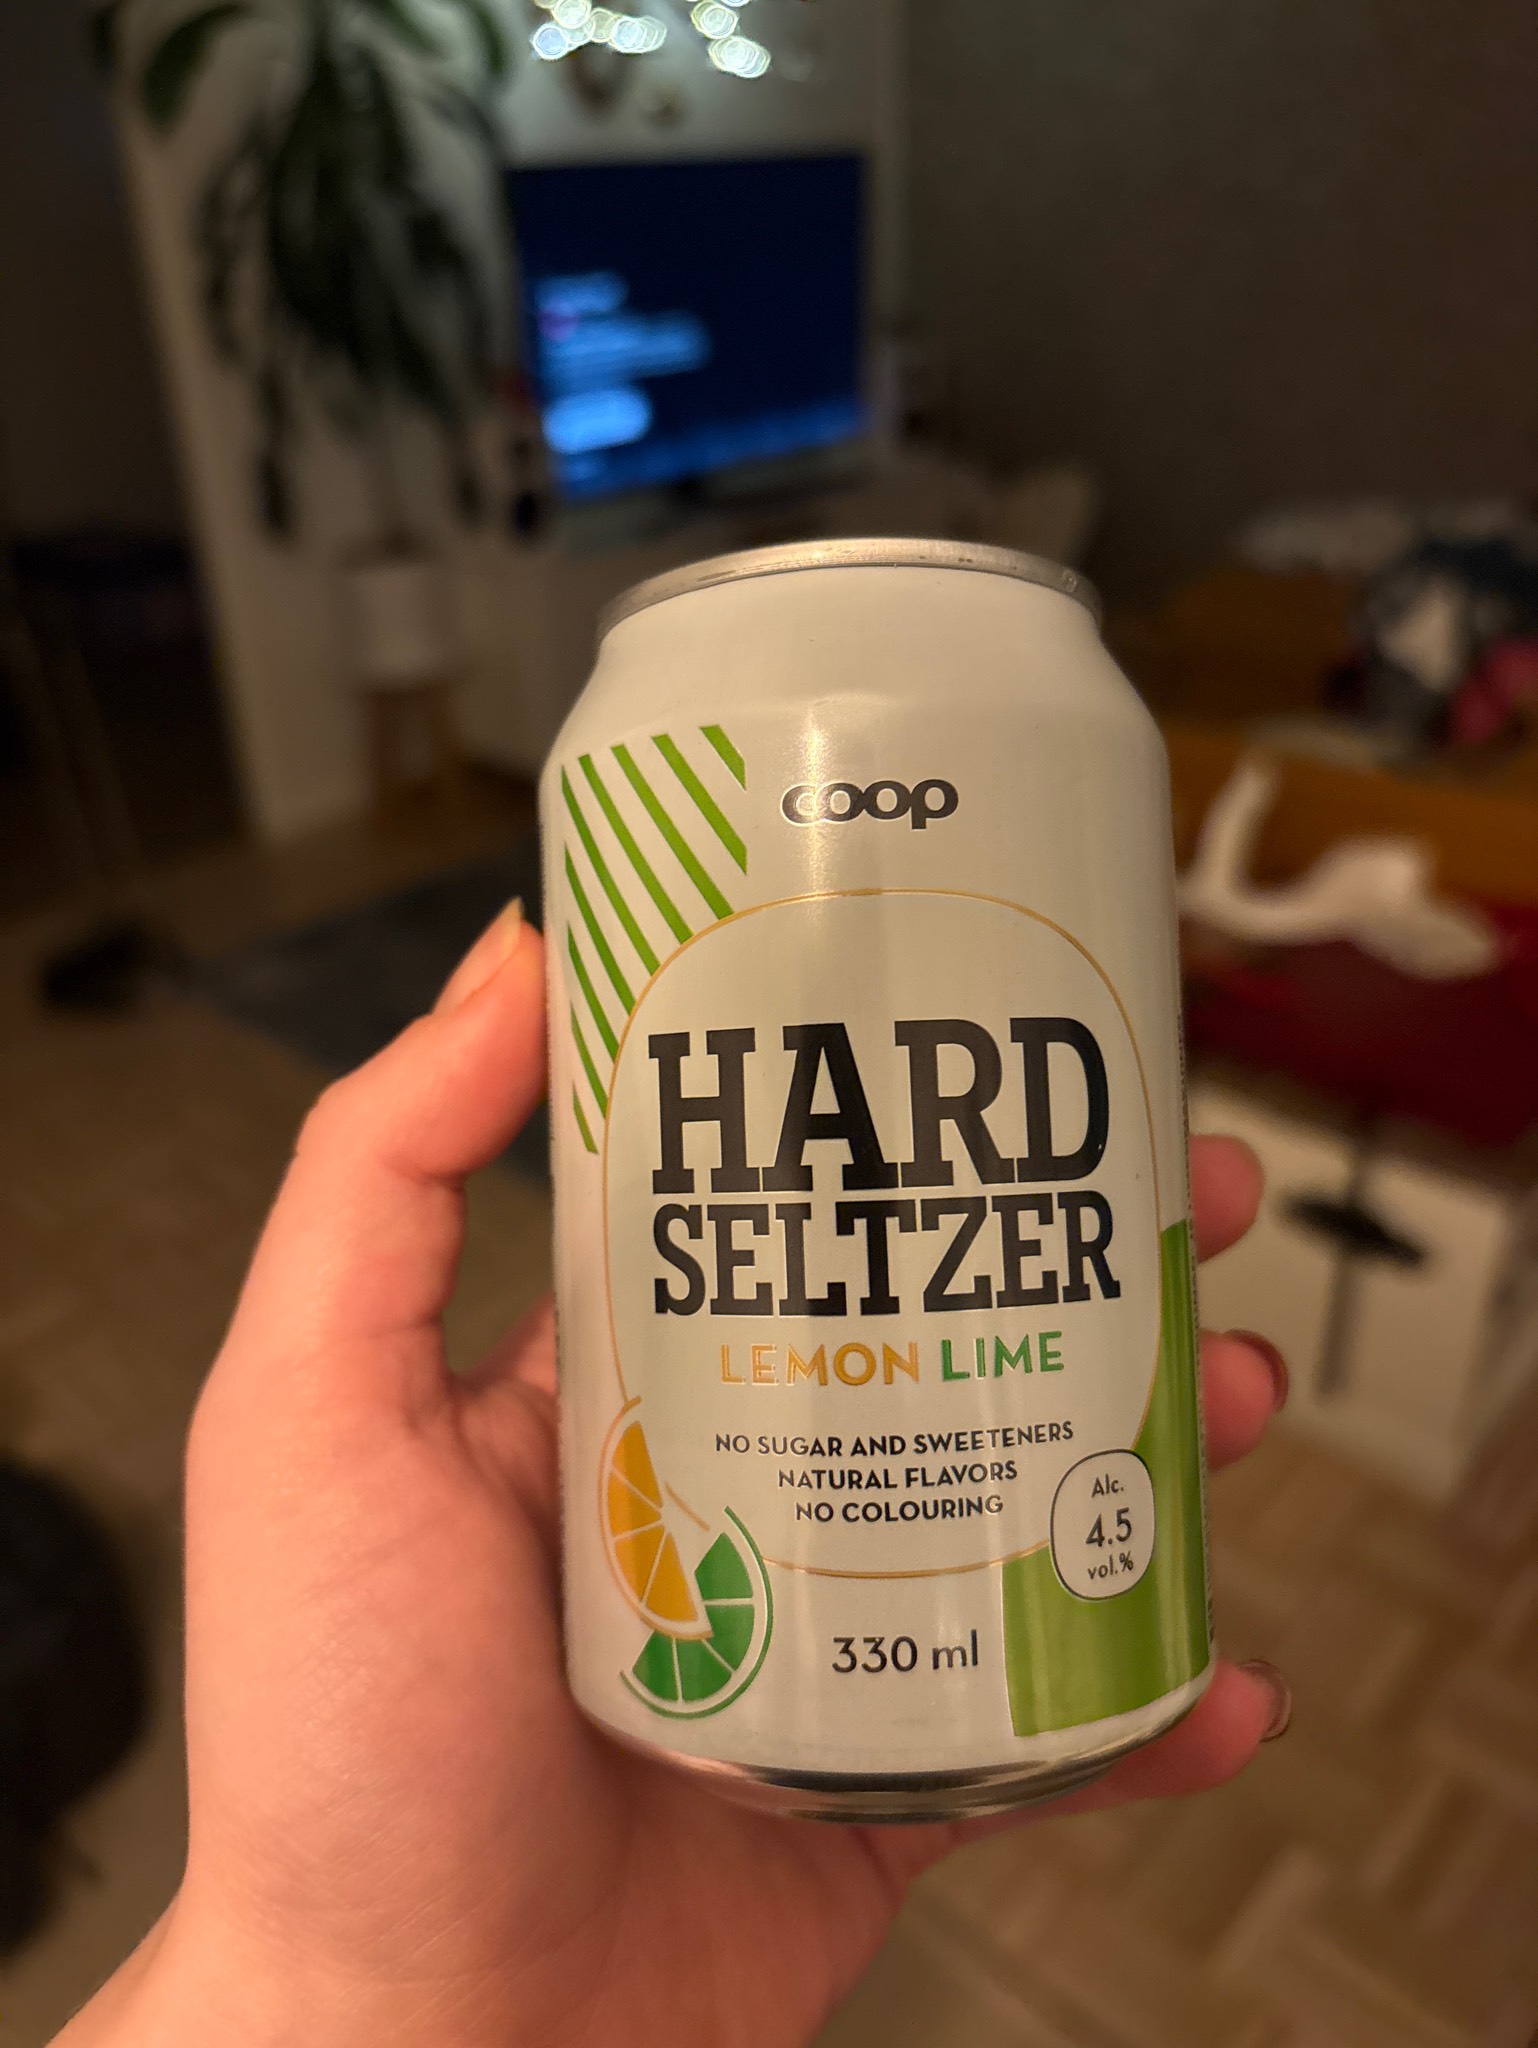 coop
HARD
SELTZER
LEMON LIME
NO SUGAR AND SWEETENERS
NATURAL FLAVORS
NO COLOURING
Alc.
4.5
vol.%
330 ml